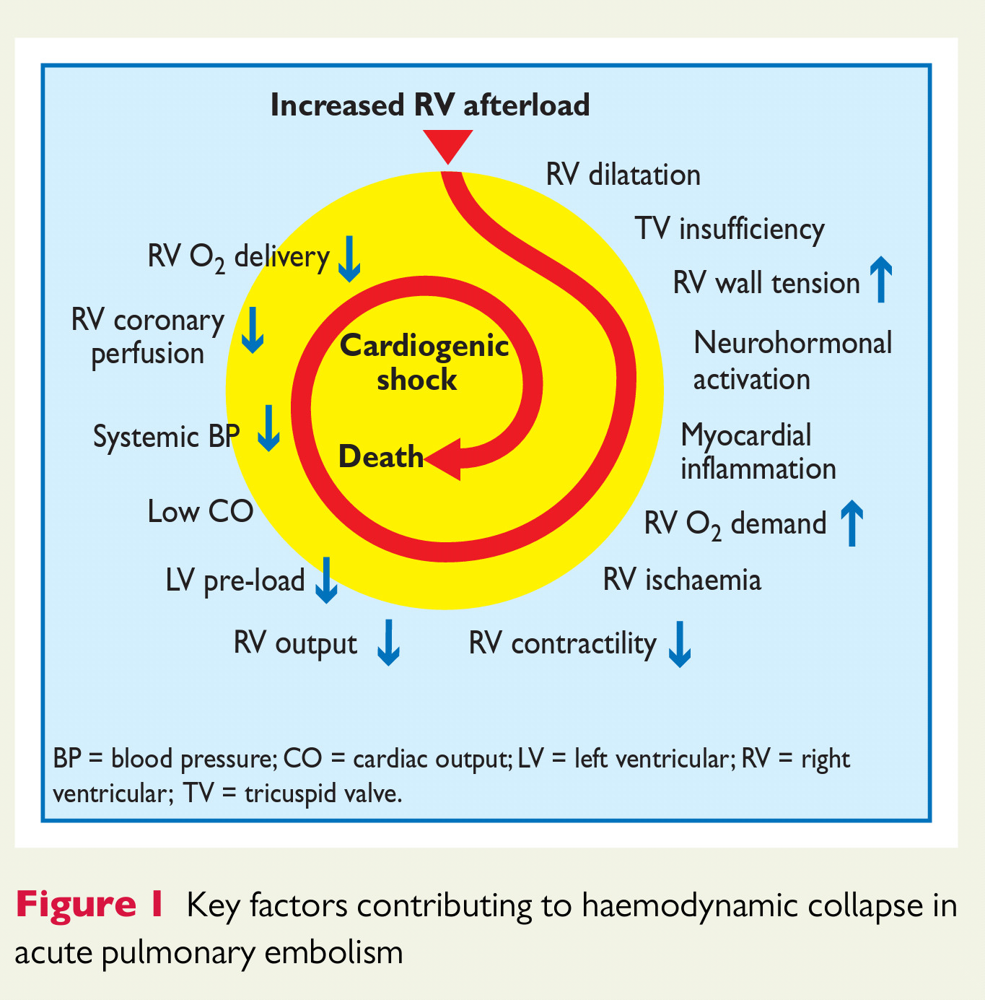 Increased RV afterload
RV dilatation
TV insufficiency
RV wall tension ↑
Neurohormonal
activation
Myocardial
inflammation
RV O₂ demand ↑
RV ischaemia
RV contractility ↓
RV output ↓
LV pre-load ↓
Low CO
Systemic BP ↓
RV coronary
perfusion ↓
RV O₂ delivery ↓
Cardiogenic
shock
Death
BP = blood pressure; CO = cardiac output; LV = left ventricular; RV = right
ventricular; TV = tricuspid valve.
Figure 1 Key factors contributing to haemodynamic collapse in
acute pulmonary embolism